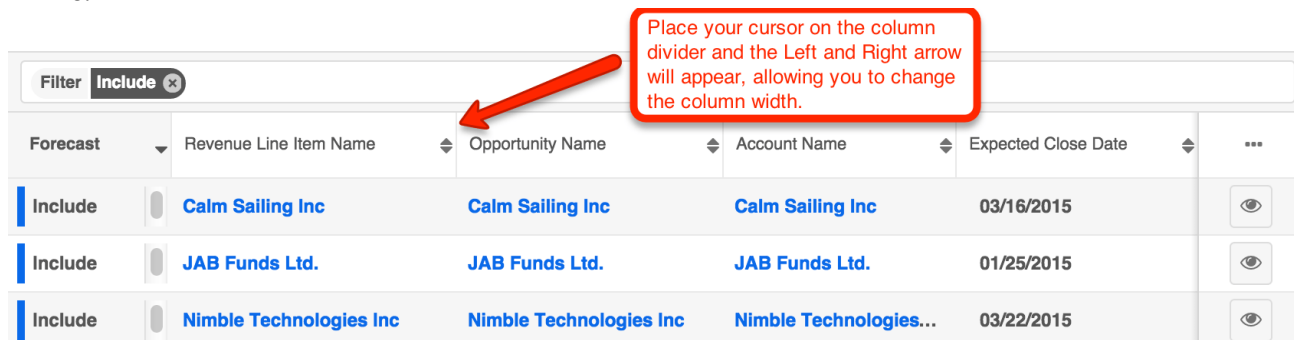 Place your cursor on the column
divider and the Left and Right arrow
will appear, allowing you to change
the column width.
Filter Include
Forecast Revenue Line Item Name Opportunity Name Account Name Expected Close Date ...
Include Calm Sailing Inc Calm Sailing Inc Calm Sailing Inc 03/16/2015
Include JAB Funds Ltd. JAB Funds Ltd. JAB Funds Ltd. 01/25/2015
Include Nimble Technologies Inc Nimble Technologies Inc Nimble Technologies... 03/22/2015